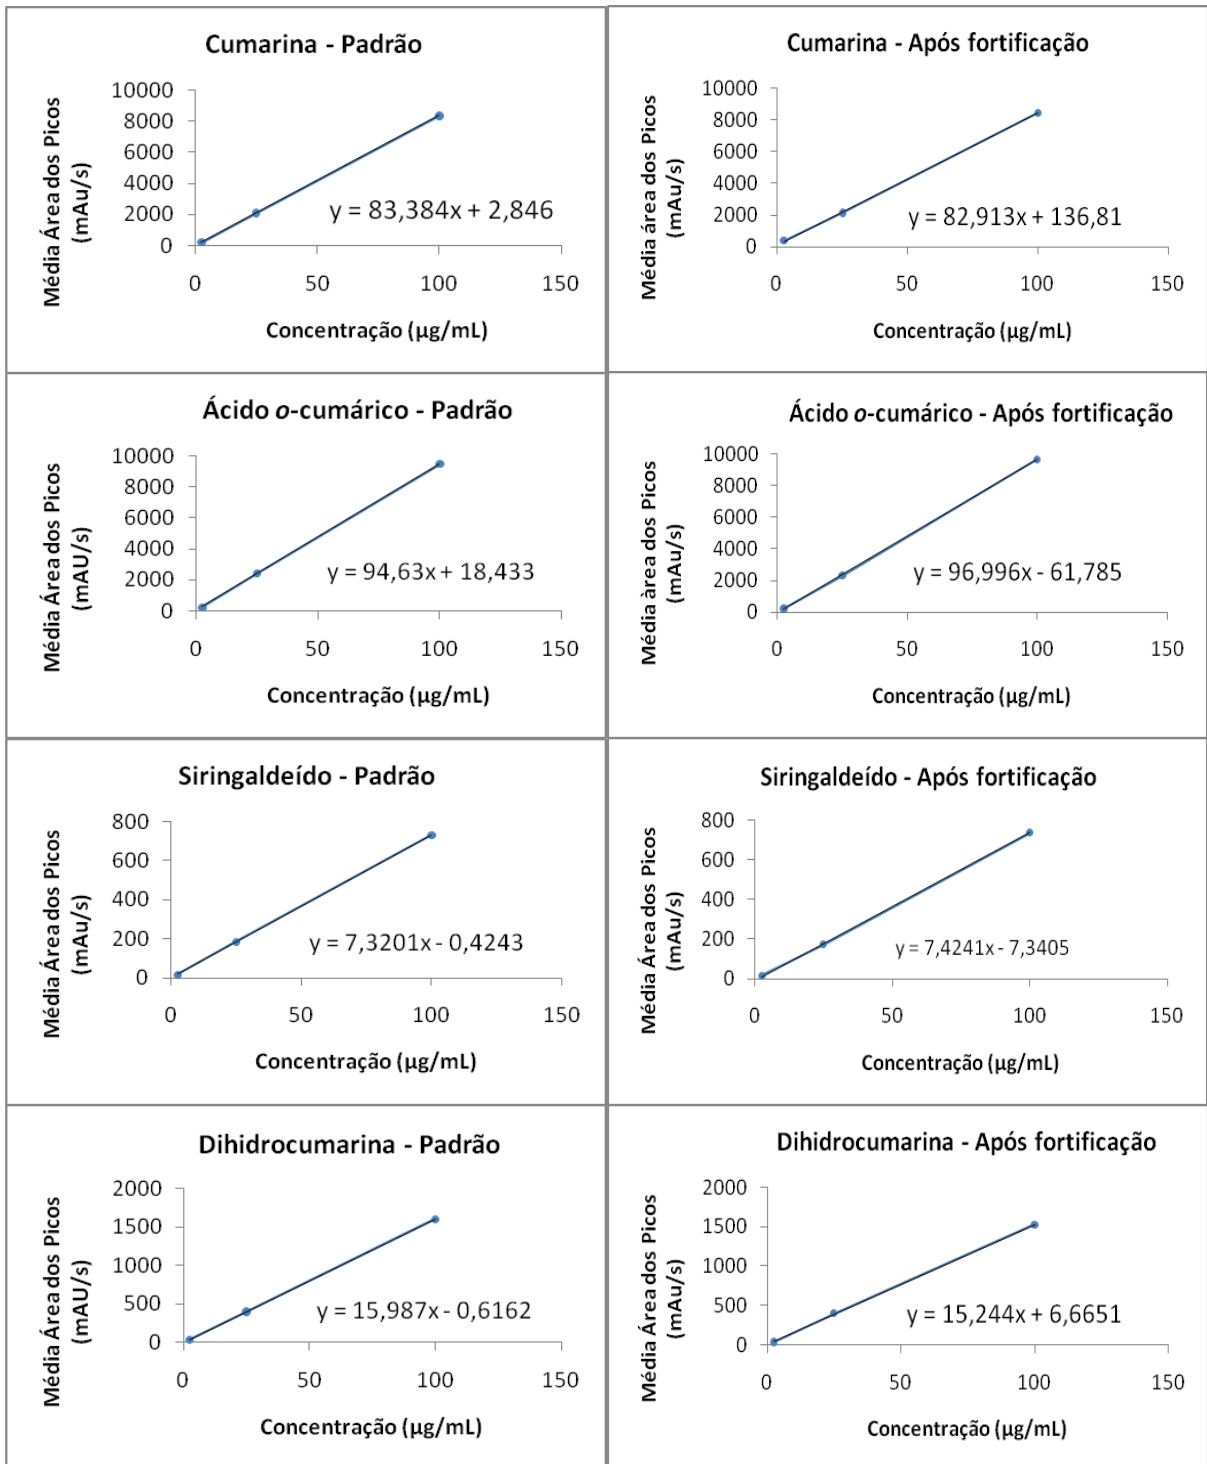 Cumarina - Padrão
Média Área dos Picos
(mAu/s)
10000
8000
6000
4000
2000
0
y = 83,384x + 2,846
0 50 100 150
Concentração (µg/mL)
Cumarina - Após fortificação
Média área dos Picos
(mAu/s)
10000
8000
6000
4000
2000
0
y = 82,913x + 136,81
0 50 100 150
Concentração (µg/mL)
Ácido o-cumárico - Padrão
Média Área dos Picos
(mAU/s)
10000
8000
6000
4000
2000
0
y = 94,63x + 18,433
0 50 100 150
Concentração (µg/mL)
Ácido o-cumárico - Após fortificação
Média àrea dos Picos
(mAU/s)
10000
8000
6000
4000
2000
0
y = 96,996x - 61,785
0 50 100 150
Concentração (µg/mL)
Siringaldeído - Padrão
Média Área dos Picos
(mAu/s)
800
600
400
200
0
y = 7,3201x - 0,4243
0 50 100 150
Concentração (µg/mL)
Siringaldeído - Após fortificação
Média Área dos Picos
(mAu/s)
800
600
400
200
0
y = 7,4241x - 7,3405
0 50 100 150
Concentração (µg/mL)
Dihidrocumarina - Padrão
Média Área dos Picos
(mAU/s)
2000
1500
1000
500
0
y = 15,987x - 0,6162
0 50 100 150
Concentração (µg/mL)
Dihidrocumarina - Após fortificação
Média Área dos Picos
(mAu/s)
2000
1500
1000
500
0
y = 15,244x + 6,6651
0 50 100 150
Concentração (µg/mL)